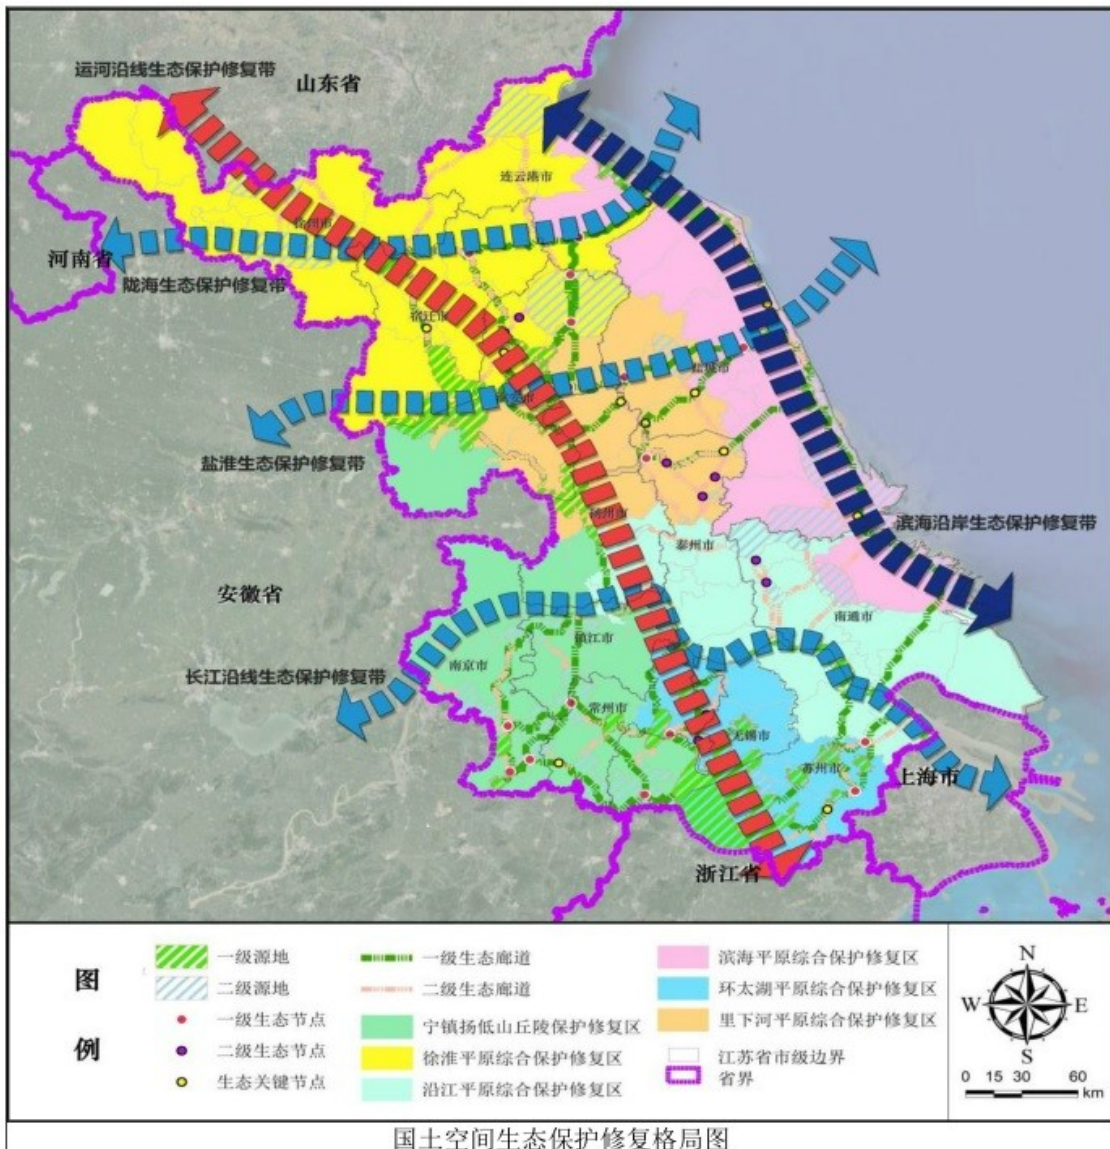 运河沿线生态保护修复带
山东省
连云港市
徐州市
河南省
陇海生态保护修复带
宿迁市
盐城市
淮安市
盐淮生态保护修复带
滨海沿岸生态保护修复带
扬州市
泰州市
安徽省
南通市
镇江市
南京市
长江沿线生态保护修复带
常州市
无锡市
苏州市
上海市
浙江省
图
例
一级源地
二级源地
一级生态节点
二级生态节点
生态关键节点
一级生态廊道
二级生态廊道
宁镇扬低山丘陵保护修复区
徐淮平原综合保护修复区
沿江平原综合保护修复区
滨海平原综合保护修复区
环太湖平原综合保护修复区
里下河平原综合保护修复区
江苏省市级边界
省界
N
W
E
S
0 15 30 60
km
国土空间生态保护修复格局图